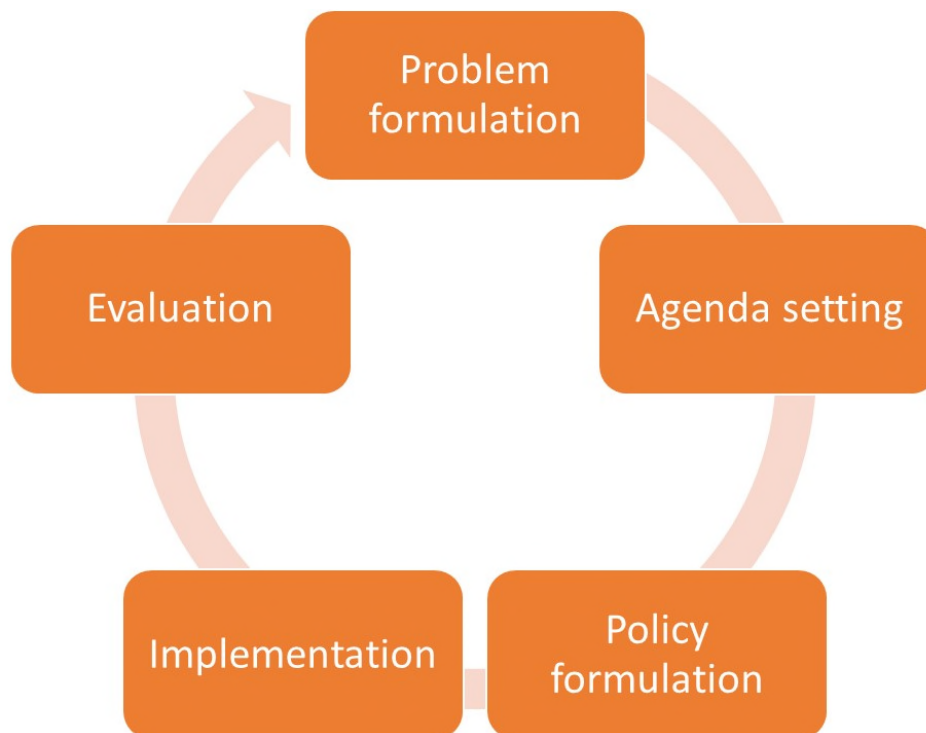 Problem
formulation
Agenda setting
Policy
formulation
Implementation
Evaluation